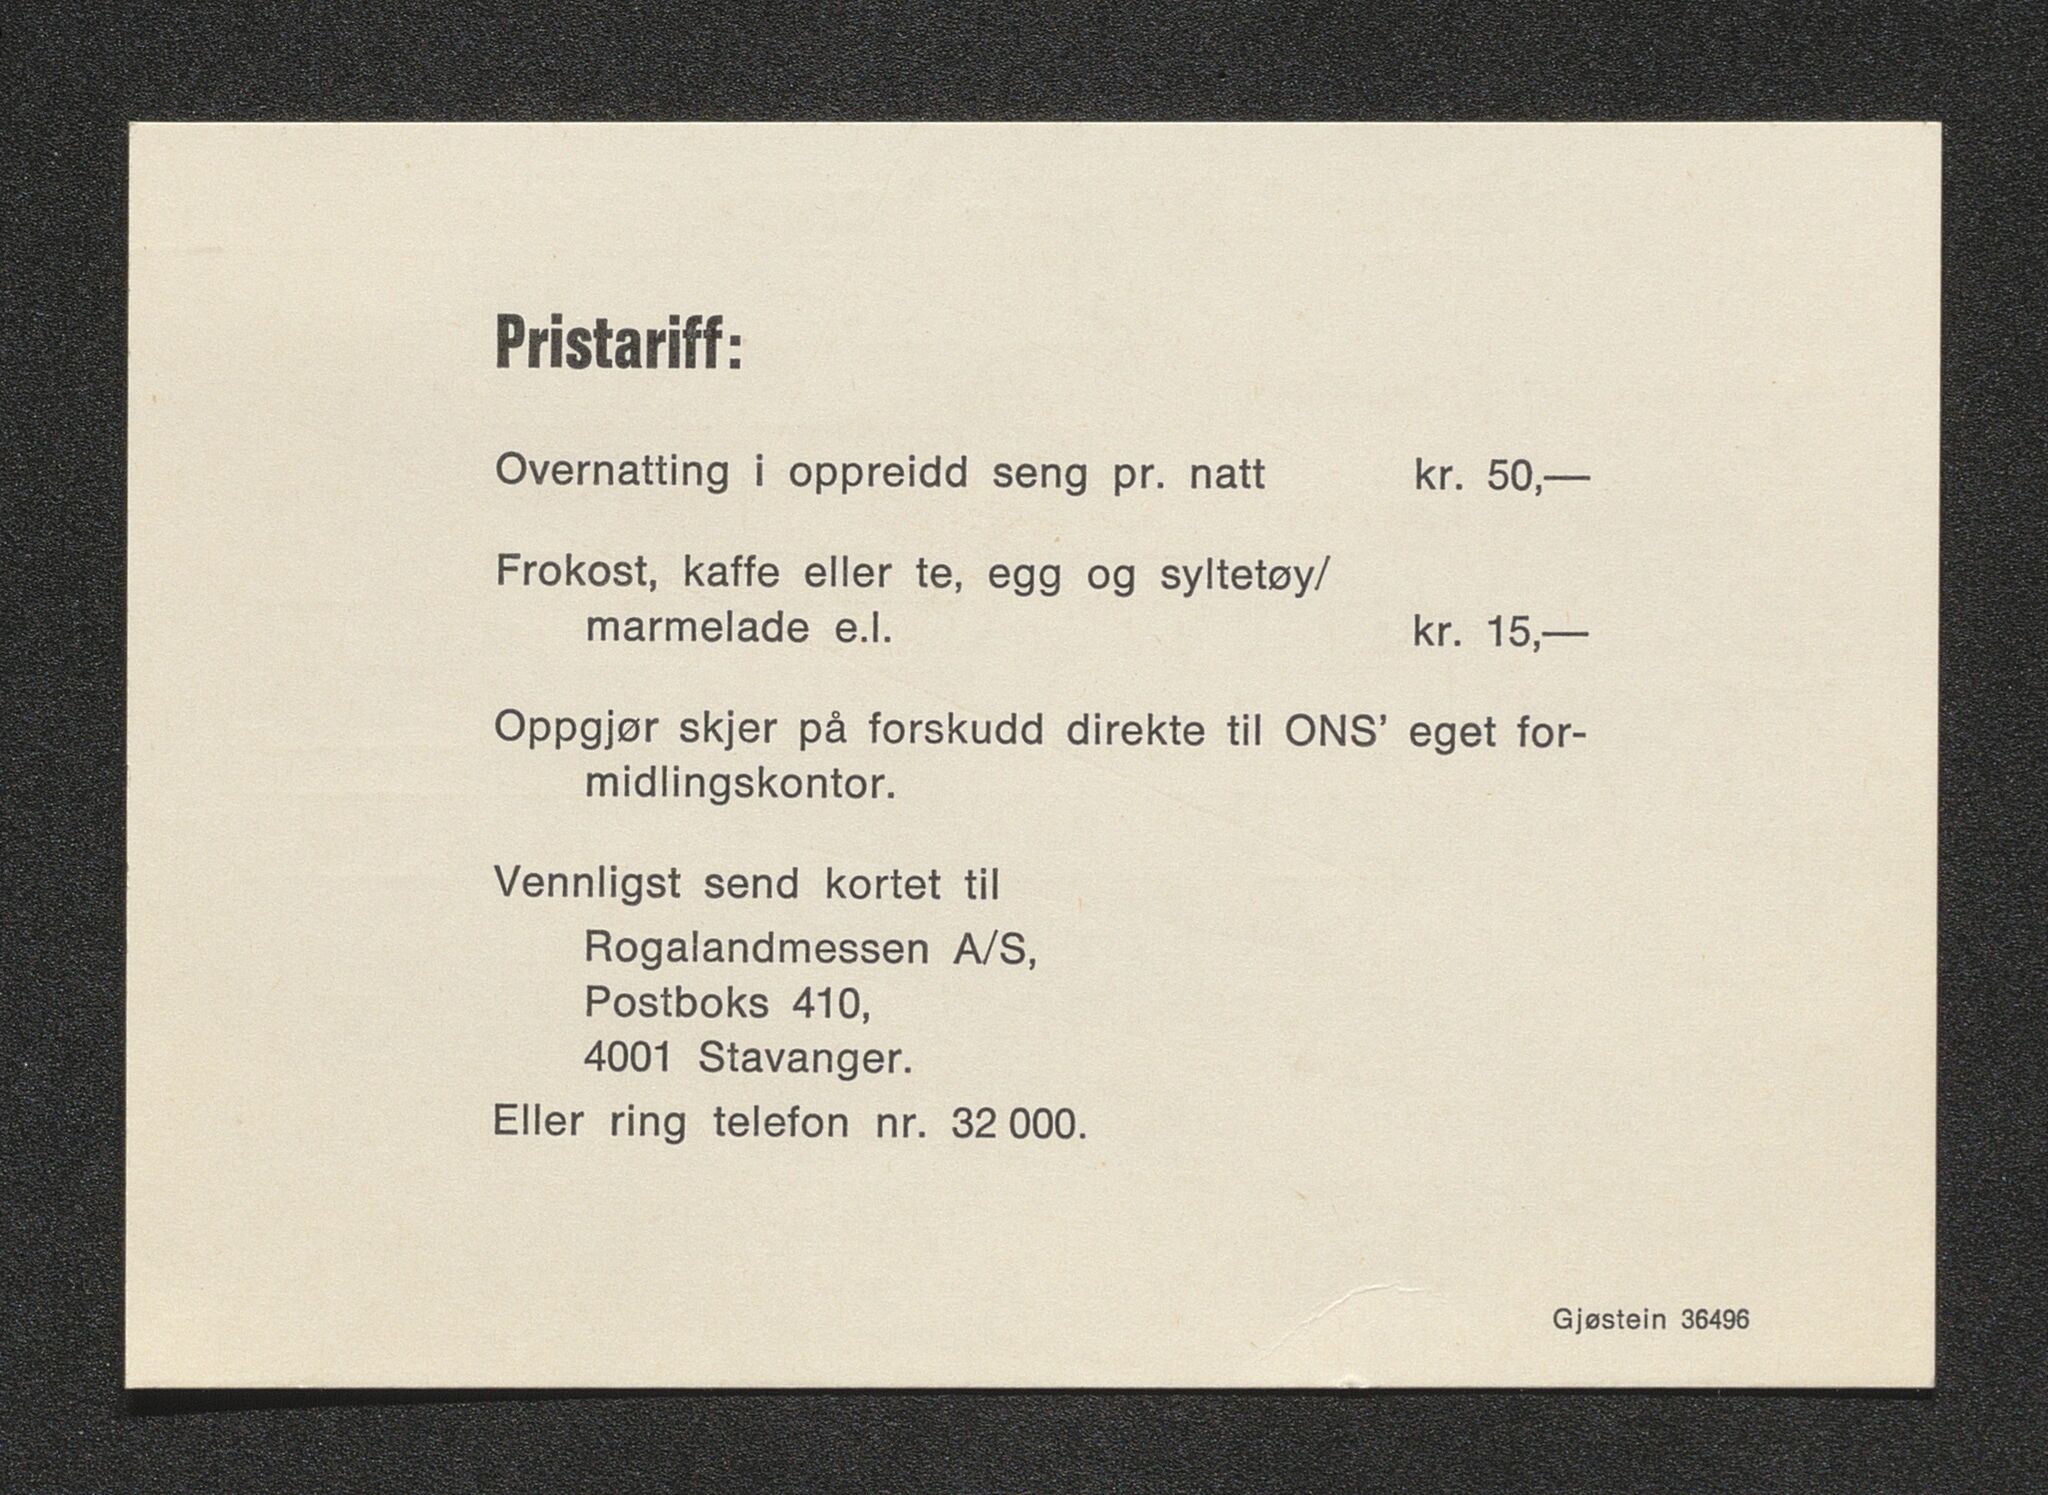 Pristariff:
Overnatting i oppreidd seng pr. natt kr. 50,—
Frokost, kaffe eller te, egg og syltetøy/
marmelade e.l. kr. 15,—
Oppgjør skjer på forskudd direkte til ONS' eget for-
midlingskontor.
Vennligst send kortet til
Rogalandmessen A/S,
Postboks 410,
4001 Stavanger.
Eller ring telefon nr. 32 000.
Gjøstein 36496